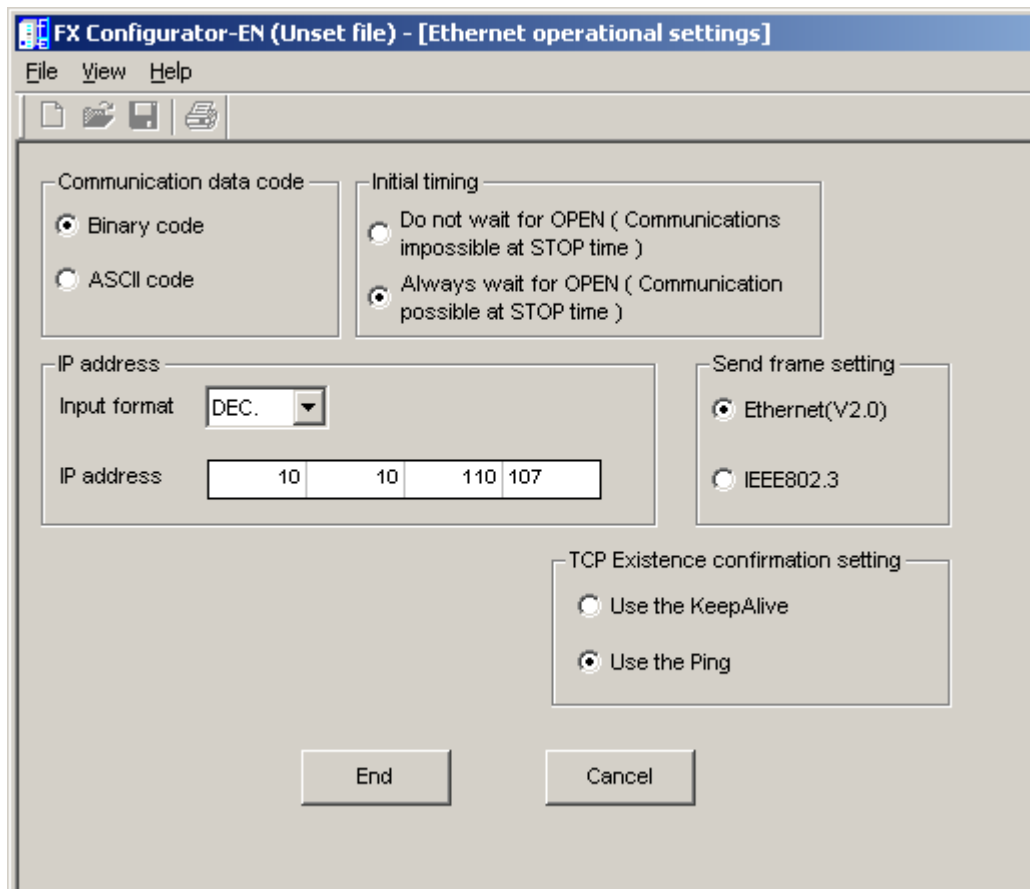 FX Configurator-EN (Unset file) - [Ethernet operational settings]
File View Help
Communication data code
Binary code
ASCII code
Initial timing
Do not wait for OPEN ( Communications
impossible at STOP time )
Always wait for OPEN ( Communication
possible at STOP time )
IP address
Input format DEC.
IP address 10 10 110 107
Send frame setting
Ethernet(V2.0)
IEEE802.3
TCP Existence confirmation setting
Use the KeepAlive
Use the Ping
End Cancel